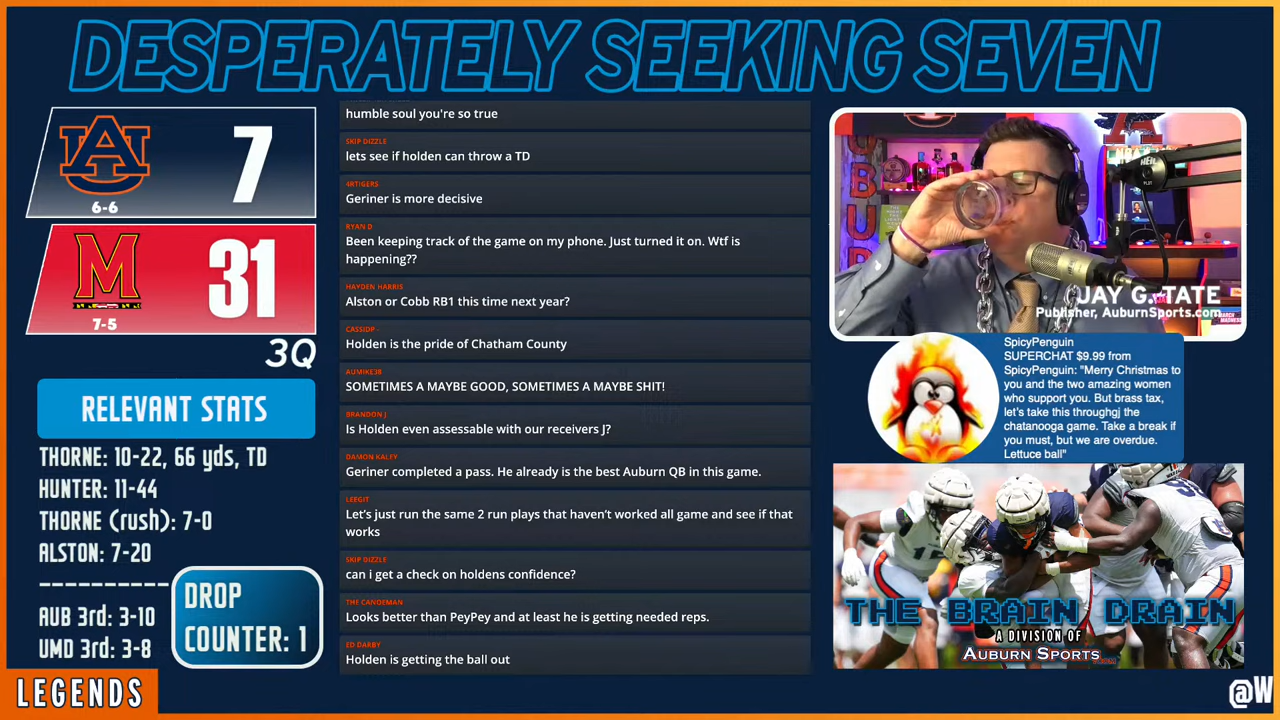 DESPERATELY SEEKING SEVEN
7
6-6
31
7-5
3Q
RELEVANT STATS
THORNE: 10-22, 66 yds, TD
HUNTER: 11-44
THORNE (rush): 7-0
ALSTON: 7-20
AUB 3rd: 3-10
UMD 3rd: 3-8
DROP
COUNTER: 1
humble soul you're so true
SKIP DIZZLE
lets see if holden can throw a TD
4RTIGERS
Geriner is more decisive
RYAN D
Been keeping track of the game on my phone. Just turned it on. Wtf is
happening??
HAYDEN HARRIS
Alston or Cobb RB1 this time next year?
CASSIDP -
Holden is the pride of Chatham County
AUMIKE38
SOMETIMES A MAYBE GOOD, SOMETIMES A MAYBE SHIT!
BRANDON J
Is Holden even assessable with our receivers J?
DAMON KALEY
Geriner completed a pass. He already is the best Auburn QB in this game.
LEEGIT
Let's just run the same 2 run plays that haven't worked all game and see if that
works
SKIP DIZZLE
can i get a check on holdens confidence?
THE CANDEMAN
Looks better than PeyPey and at least he is getting needed reps.
ED DARBY
Holden is getting the ball out
JAY G. TATE
Publisher, AuburnSports.com
SpicyPenguin
SUPERCHAT $9.99 from
SpicyPenguin: "Merry Christmas to
you and the two amazing women
who support you. But brass tax,
let's take this throughgj the
chatanooga game. Take a break if
you must, but we are overdue.
Lettuce ball"
THE BRAIN DRAIN
A DIVISION OF
AUBURN SPORTS
LEGENDS
@W